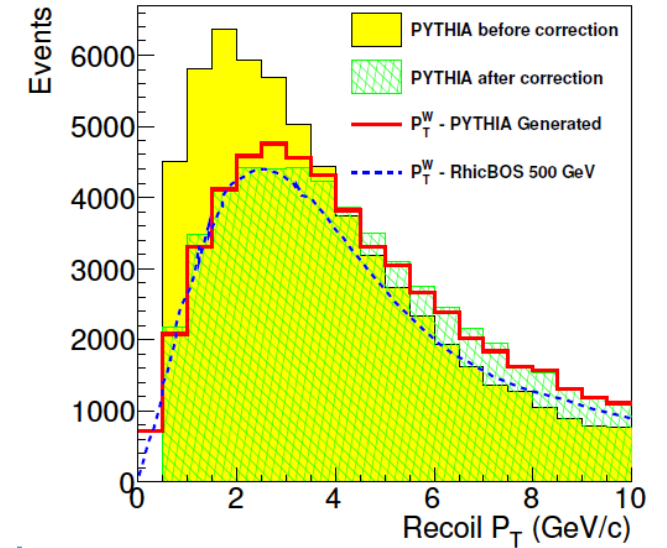 Events
6000
5000
4000
3000
2000
1000
0
0 2 4 6 8 10
Recoil P_T (GeV/c)
PYTHIA before correction
PYTHIA after correction
P_T^W - PYTHIA Generated
P_T^W - RhicBOS 500 GeV